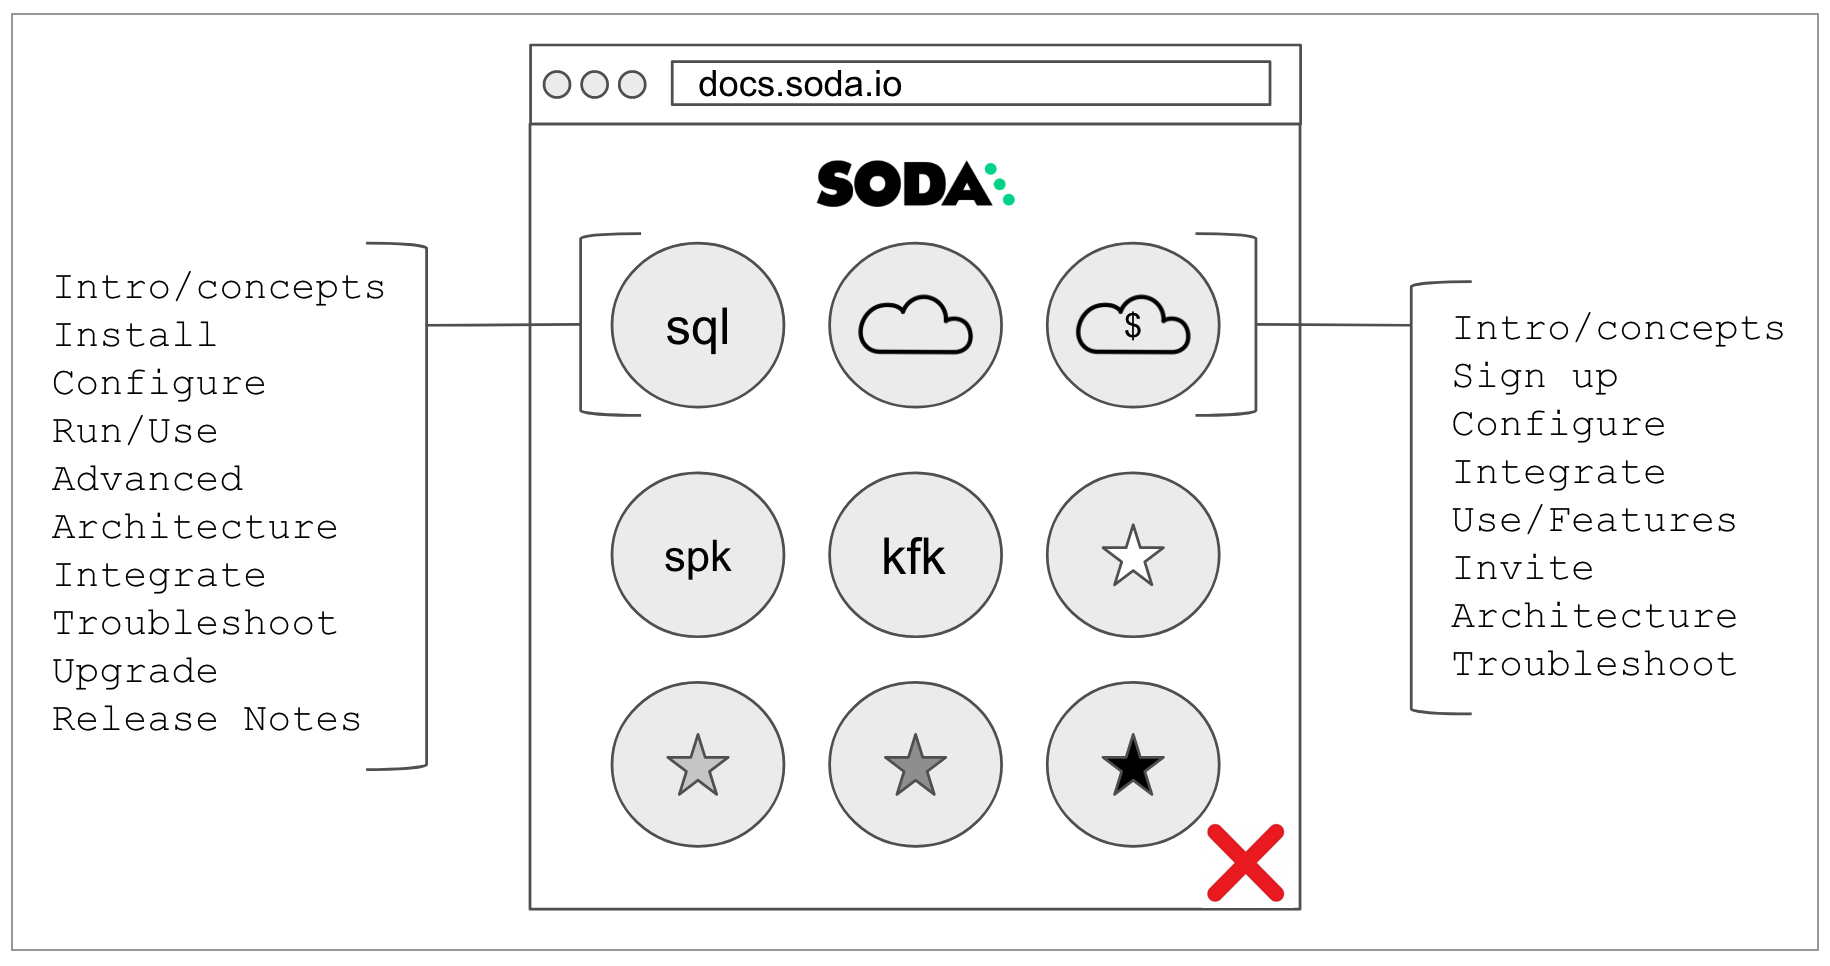 docs.soda.io
SODA
Intro/concepts
Install
Configure
Run/Use
Advanced
Architecture
Integrate
Troubleshoot
Upgrade
Release Notes
sql
$
spk
kfk
Intro/concepts
Sign up
Configure
Integrate
Use/Features
Invite
Architecture
Troubleshoot